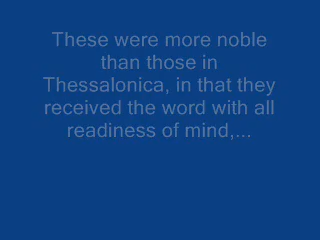 These were more noble
than those in
Thessalonica, in that they
received the word with all
readiness of mind,...